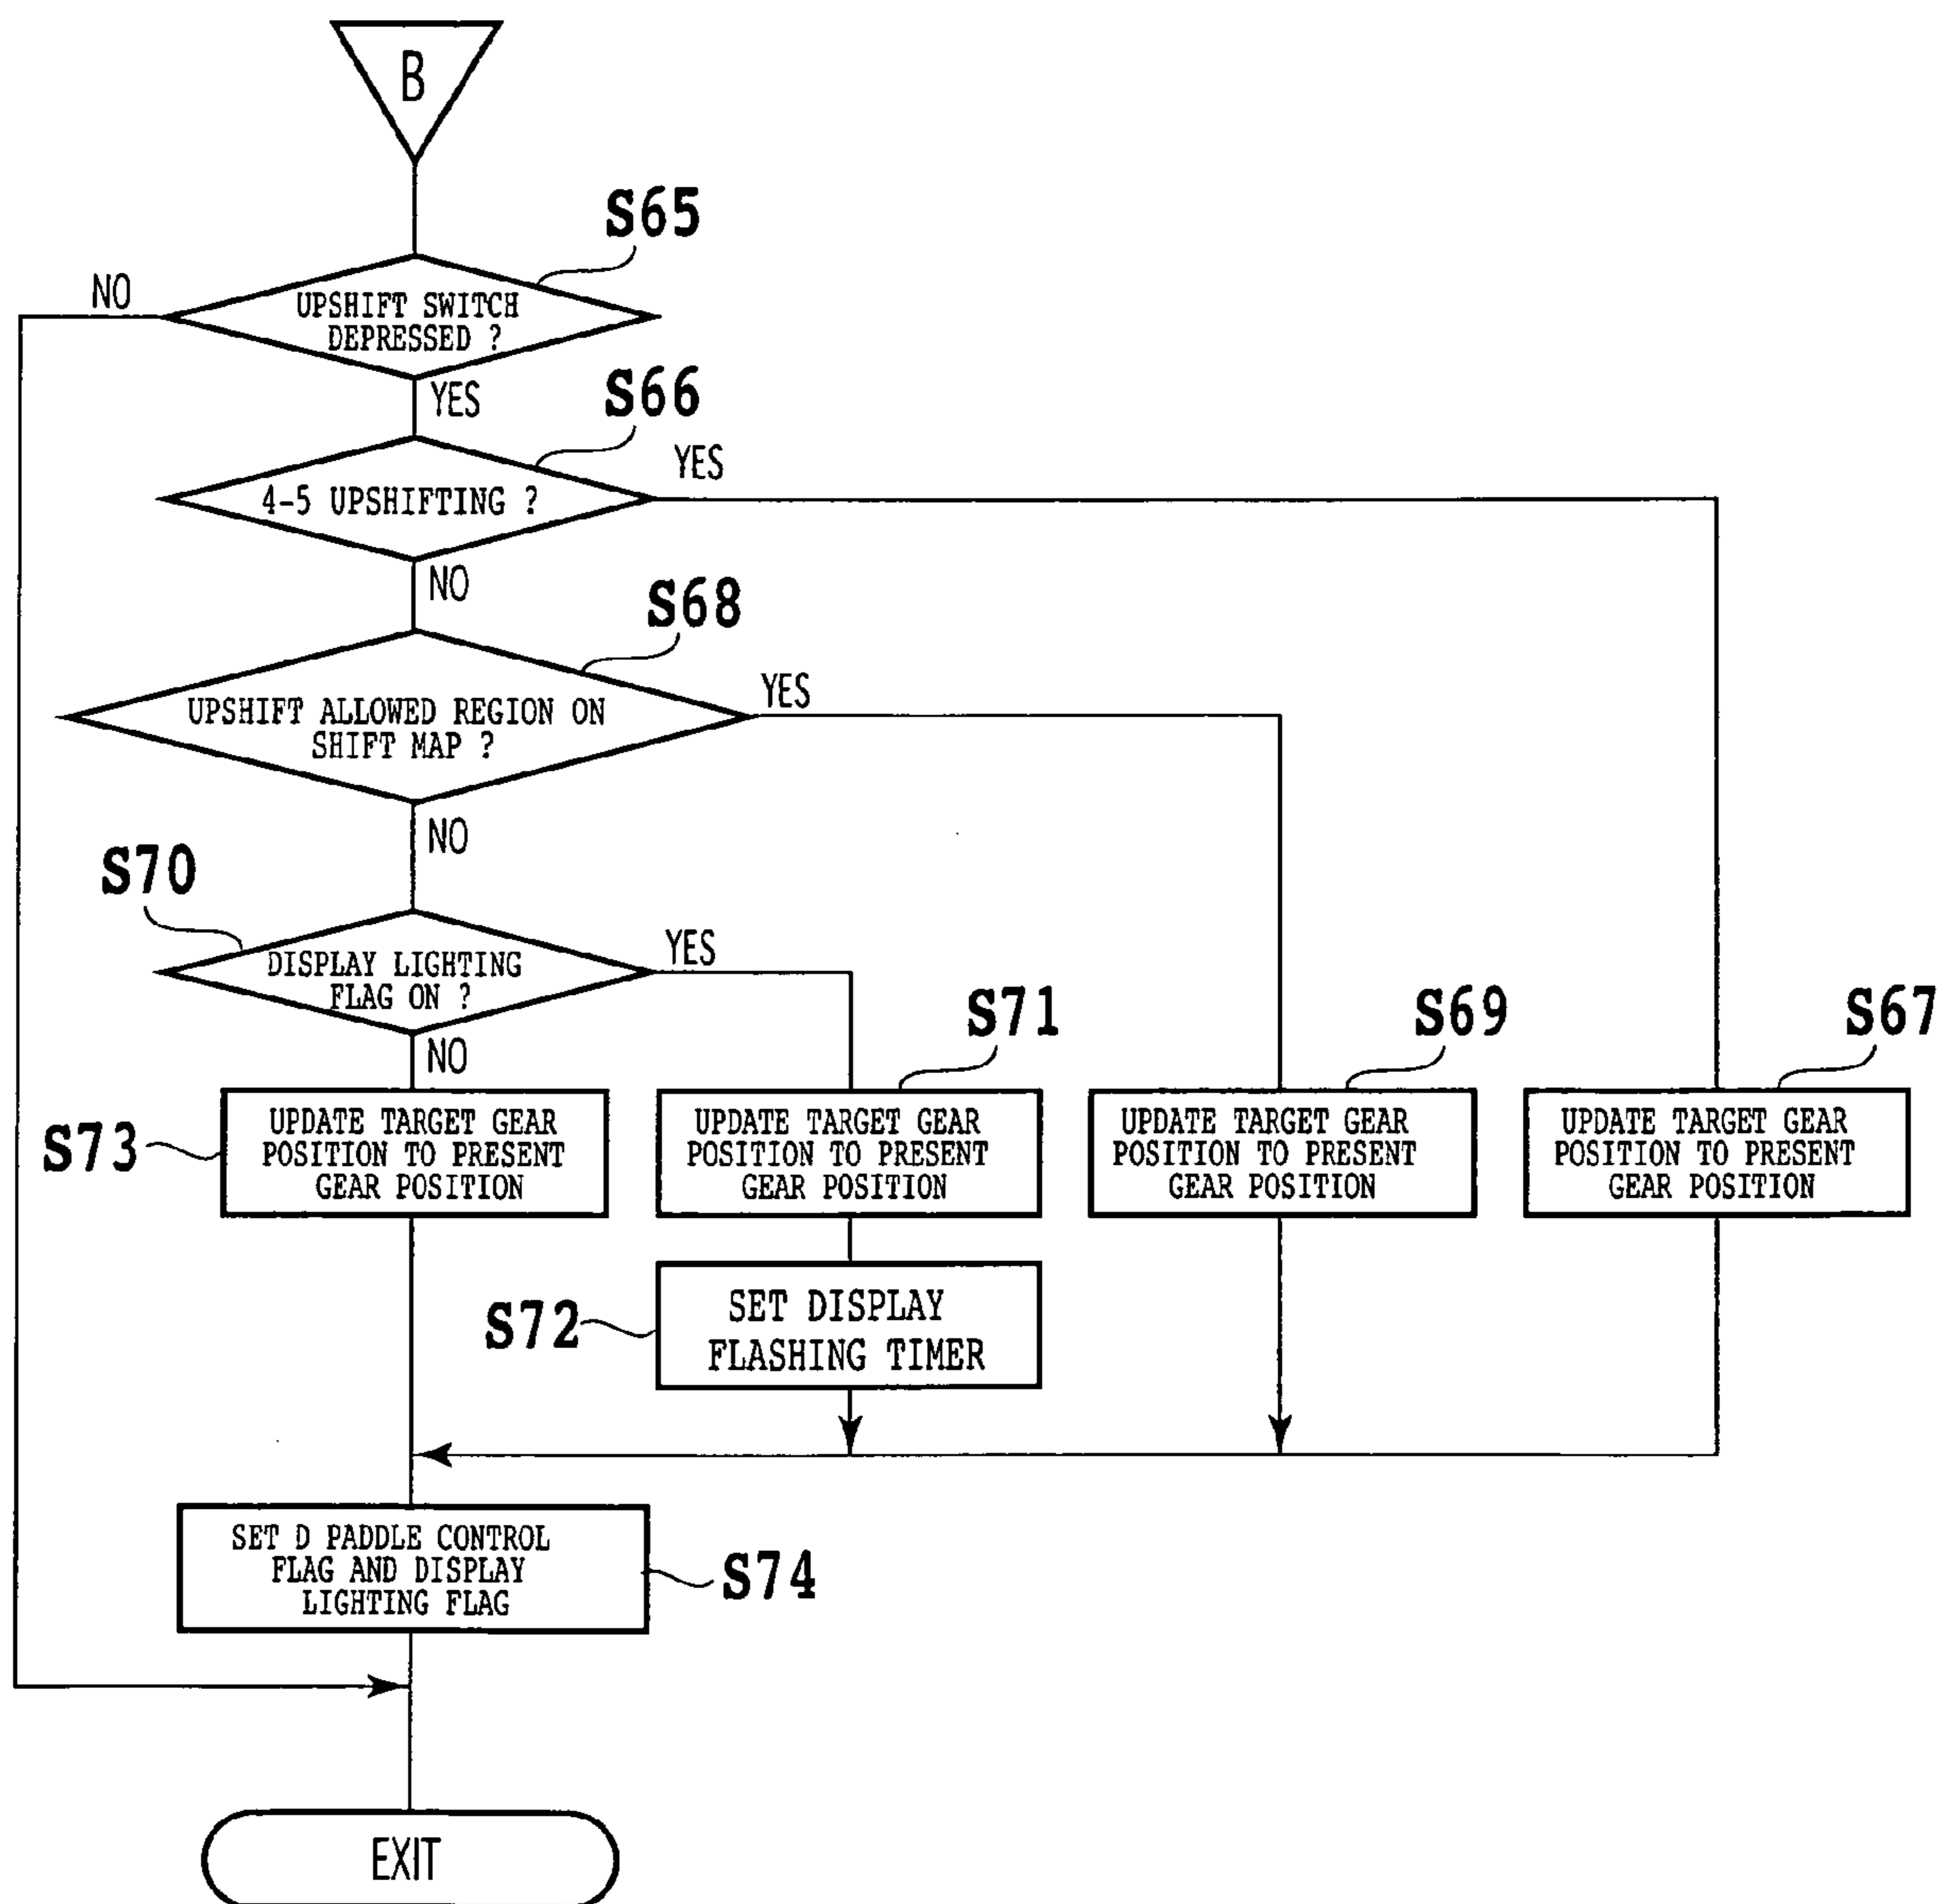 B
S65
NO
UPSHIFT SWITCH
DEPRESSED ?
YES
S66
YES
4-5 UPSHIFTING ?
NO
S68
YES
UPSHIFT ALLOWED REGION ON
SHIFT MAP ?
NO
S70
YES
DISPLAY LIGHTING
FLAG ON ?
NO
S71
S69
S67
S73
UPDATE TARGET GEAR
POSITION TO PRESENT
GEAR POSITION
UPDATE TARGET GEAR
POSITION TO PRESENT
GEAR POSITION
UPDATE TARGET GEAR
POSITION TO PRESENT
GEAR POSITION
UPDATE TARGET GEAR
POSITION TO PRESENT
GEAR POSITION
S72
SET DISPLAY
FLASHING TIMER
SET D PADDLE CONTROL
FLAG AND DISPLAY
LIGHTING FLAG
S74
EXIT